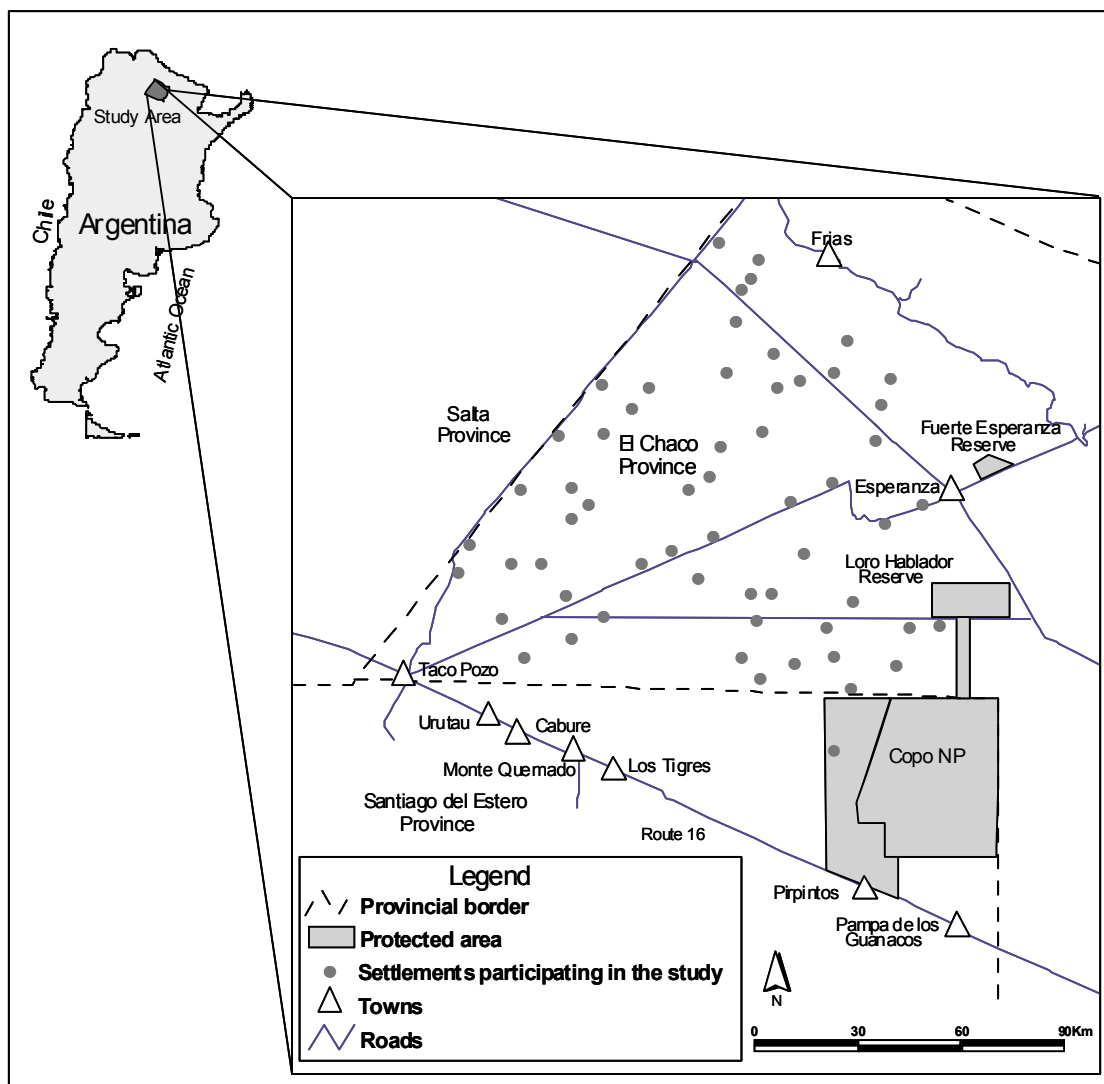 Study Area
Chile
Argentina
Atlantic Ocean
Frias
Salta
Province
El Chaco
Province
Fuerte Esperanza
Reserve
Esperanza
Loro Hablador
Reserve
Taco Pozo
Urutau
Cabure
Monte Quemado
Los Tigres
Copo NP
Santiago del Estero
Province
Route 16
Pirpintos
Pampa de los
Guanacos
Legend
Provincial border
Protected area
Settlements participating in the study
Towns
Roads
N
0 30 60 90Km